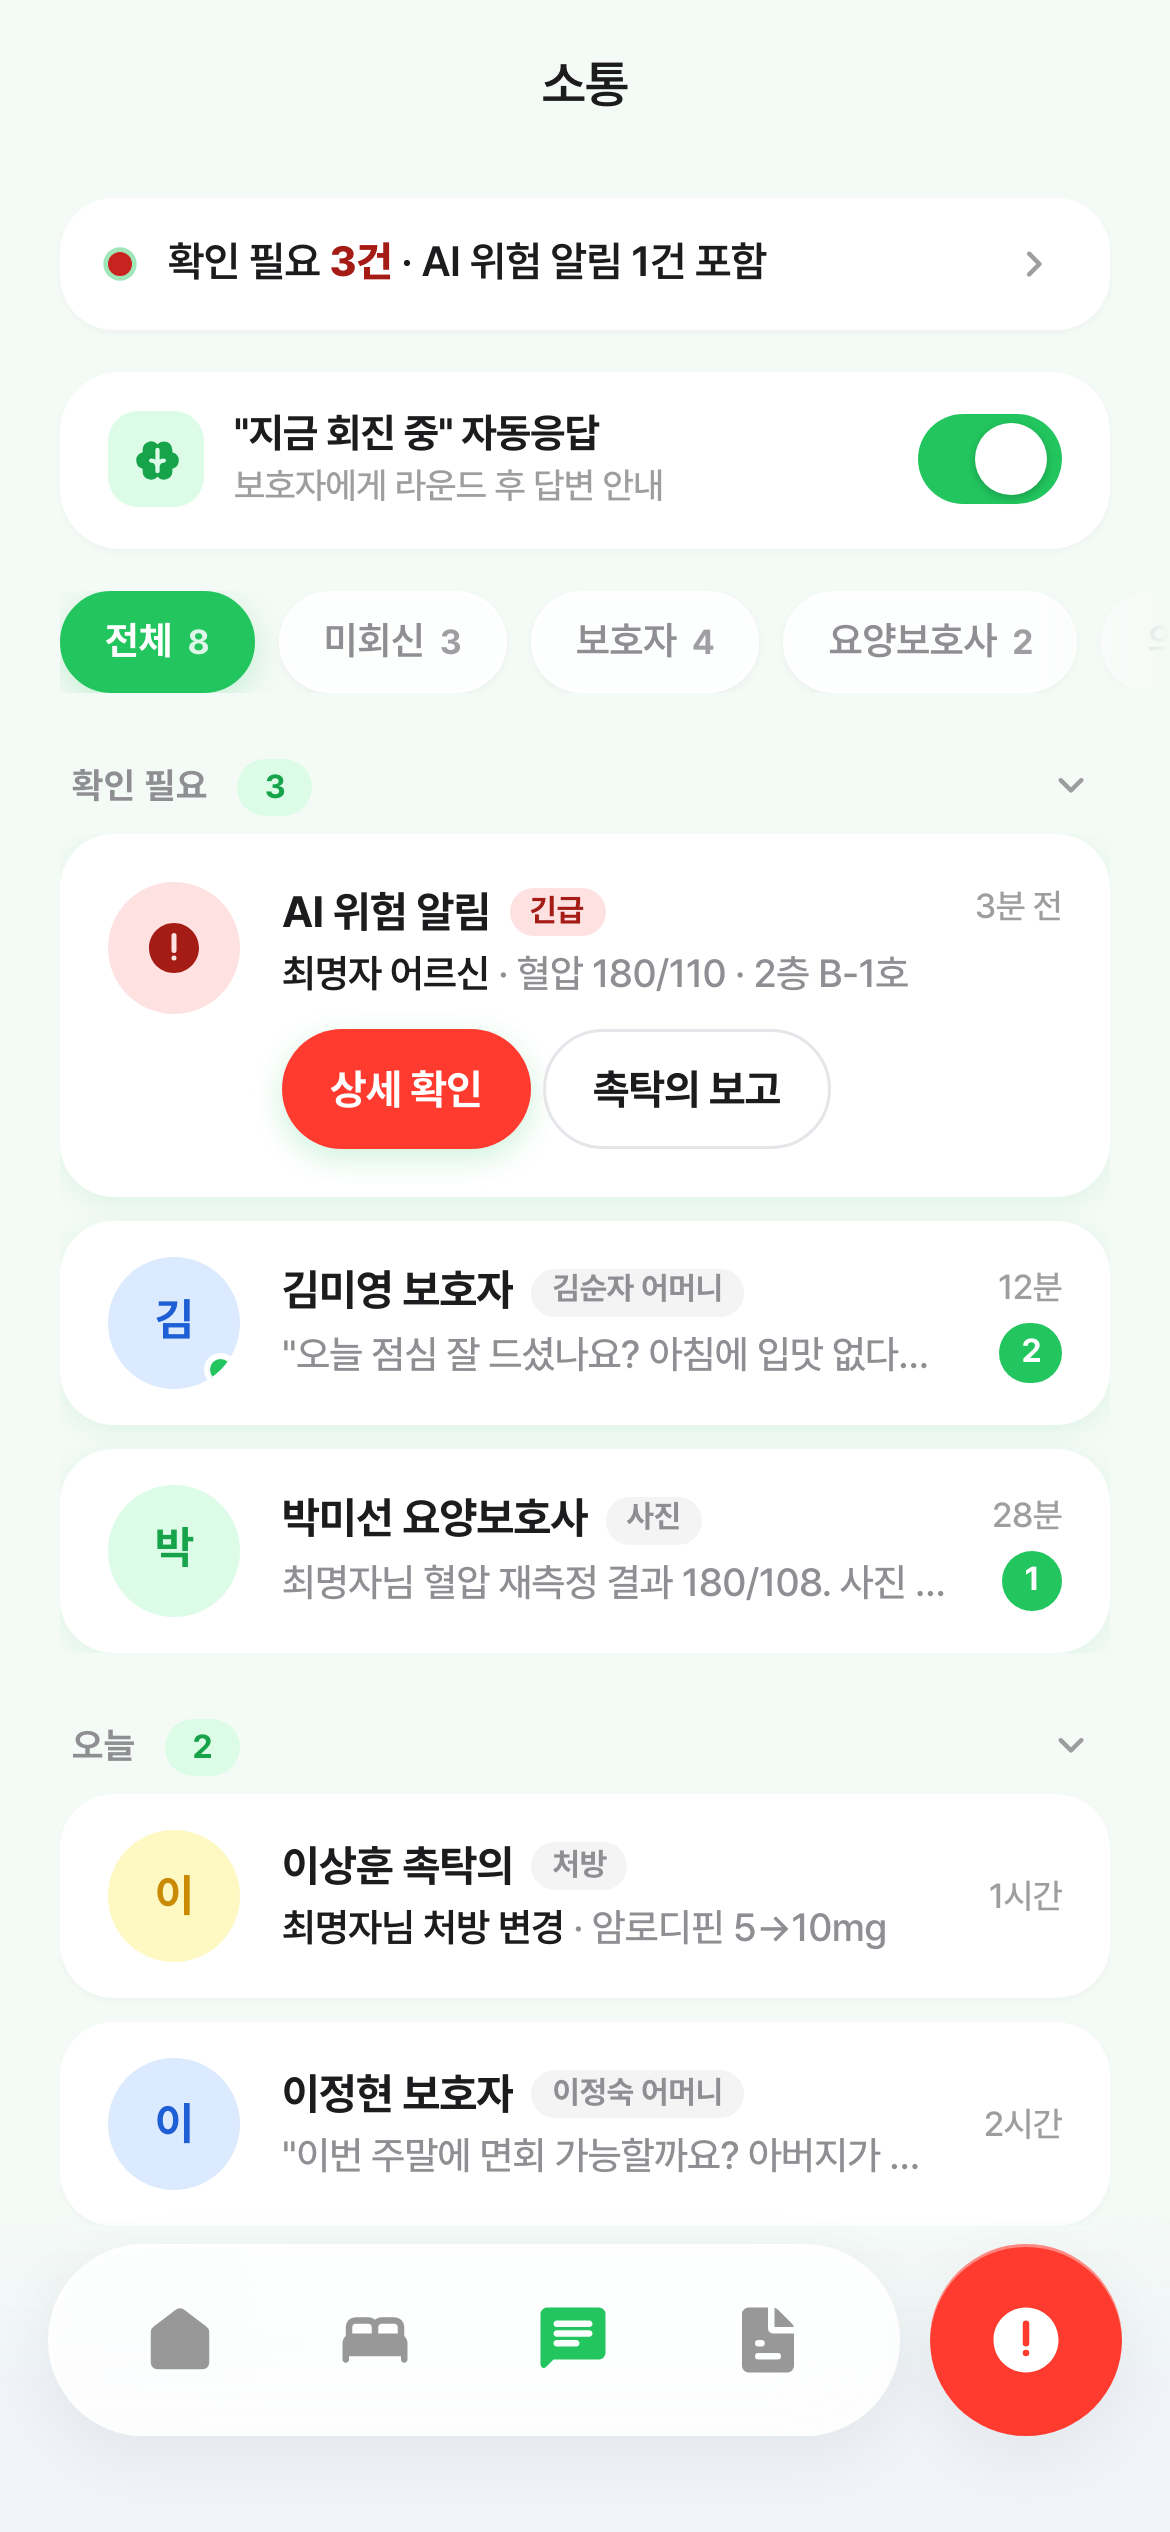 소통
확인 필요 3건 · AI 위험 알림 1건 포함
"지금 회진 중" 자동응답
보호자에게 라운드 후 답변 안내
전체 8
미회신 3
보호자 4
요양보호사 2
확인 필요 3
AI 위험 알림 긴급 3분 전
최명자 어르신 · 혈압 180/110 · 2층 B-1호
상세 확인
촉탁의 보고
김
김미영 보호자 김순자 어머니 12분
"오늘 점심 잘 드셨나요? 아침에 입맛 없다... 2
박
박미선 요양보호사 사진 28분
최명자님 혈압 재측정 결과 180/108. 사진 ... 1
오늘 2
이
이상훈 촉탁의 처방 1시간
최명자님 처방 변경 · 암로디핀 5→10mg
이
이정현 보호자 이정숙 어머니 2시간
"이번 주말에 면회 가능할까요? 아버지가 ...